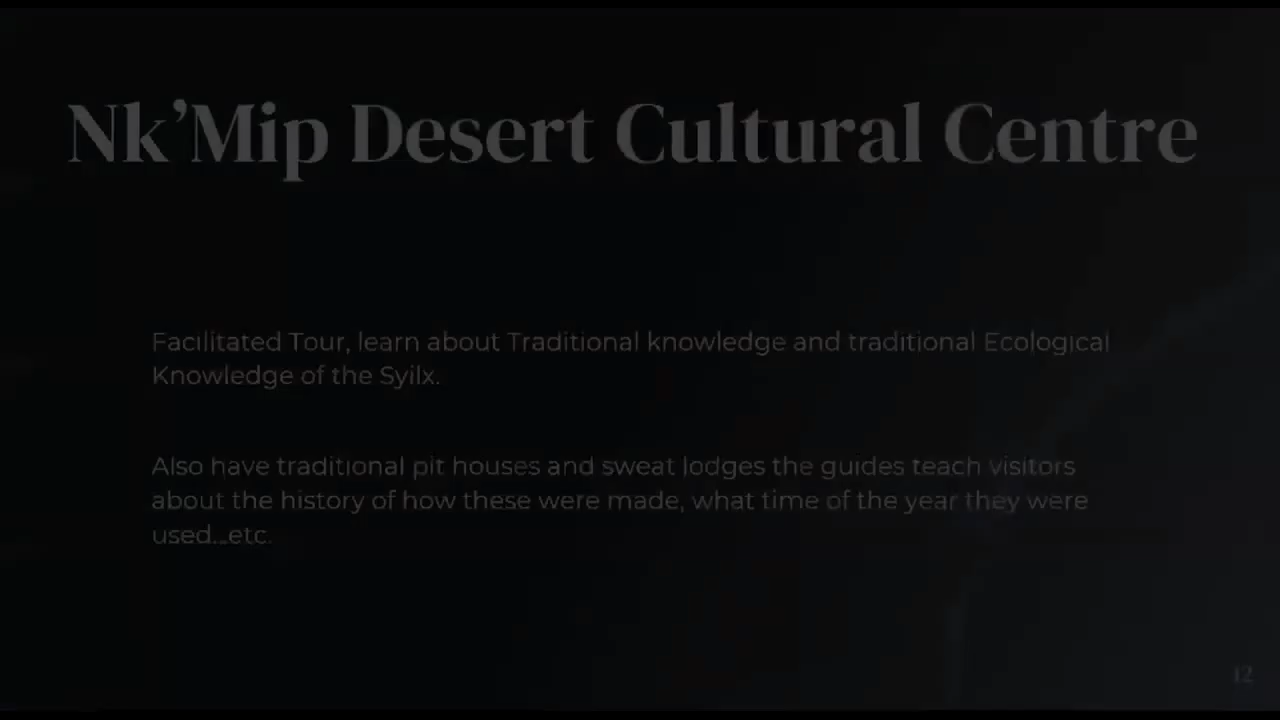 Nk’Mip Desert Cultural Centre
Facilitated Tour, learn about Traditional knowledge and traditional Ecological
Knowledge of the Syilx.
Also have traditional pit houses and sweat lodges the guides teach visitors
about the history of how these were made, what time of the year they were
used...etc.
12